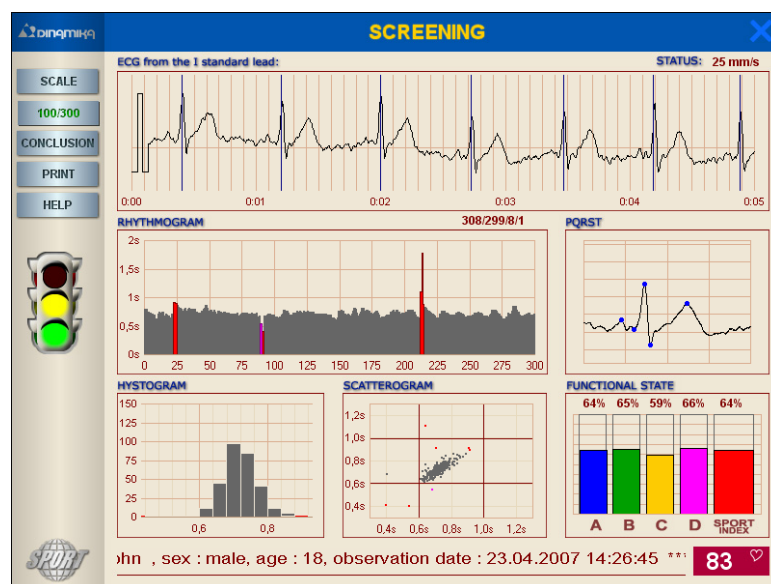 Dinamika
SCREENING
ECG from the I standard lead:
STATUS: 25 mm/s
SCALE
100/300
CONCLUSION
PRINT
HELP
0:00 0:01 0:02 0:03 0:04 0:05
RHYTHMOGRAM
308/299/8/1
2s
1,5s
1s
0,5s
0s
0 25 50 75 100 125 150 175 200 225 250 275 300
PQRST
HYSTOGRAM
150
125
100
75
50
25
0
0,6 0,8
SCATTEROGRAM
1,2s
1,0s
0,8s
0,6s
0,4s
0,4s 0,6s 0,8s 1,0s 1,2s
FUNCTIONAL STATE
64% 65% 59% 66% 64%
A B C D SPORT
INDEX
SPORT
ohn , sex : male, age : 18, observation date : 23.04.2007 14:26:45 **
83